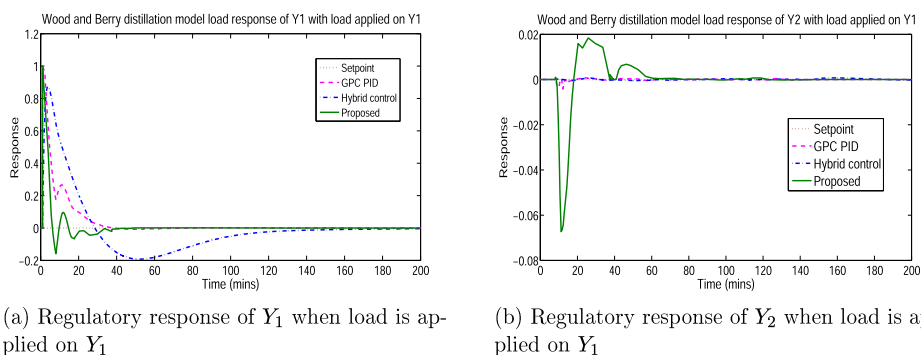 Wood and Berry distillation model load response of Y1 with load applied on Y1
Wood and Berry distillation model load response of Y2 with load applied on Y1
1.2
1
0.8
0.6
0.4
0.2
0
−0.2
Response
Setpoint
GPC PID
Hybrid control
Proposed
0 20 40 60 80 100 120 140 160 180 200
Time (mins)
0.02
0
−0.02
−0.04
−0.06
−0.08
Response
Setpoint
GPC PID
Hybrid control
Proposed
0 20 40 60 80 100 120 140 160 180 200
Time (mins)
(a) Regulatory response of Y1 when load is ap-
plied on Y1
(b) Regulatory response of Y2 when load is a
plied on Y1